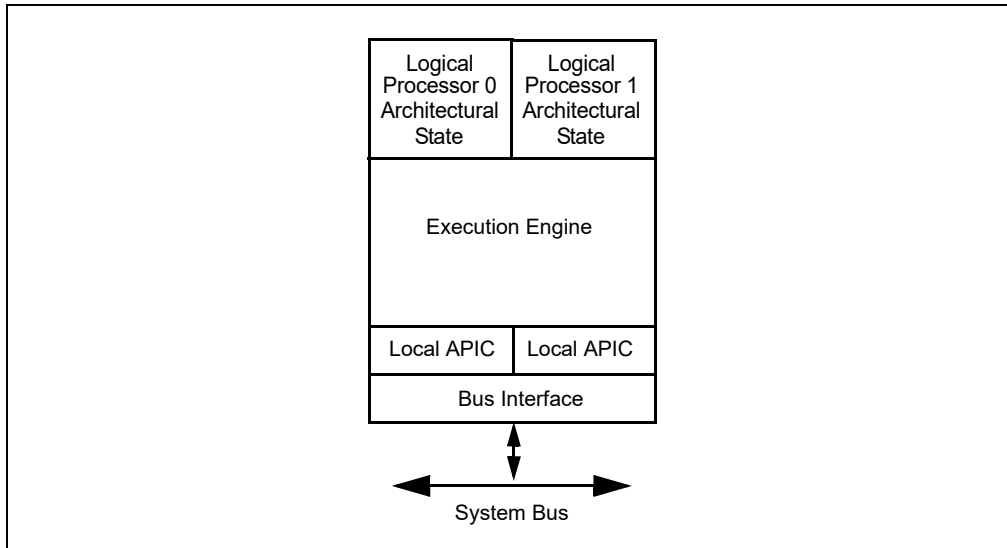 Logical
Processor 0
Architectural
State
Logical
Processor 1
Architectural
State
Execution Engine
Local APIC
Local APIC
Bus Interface
System Bus